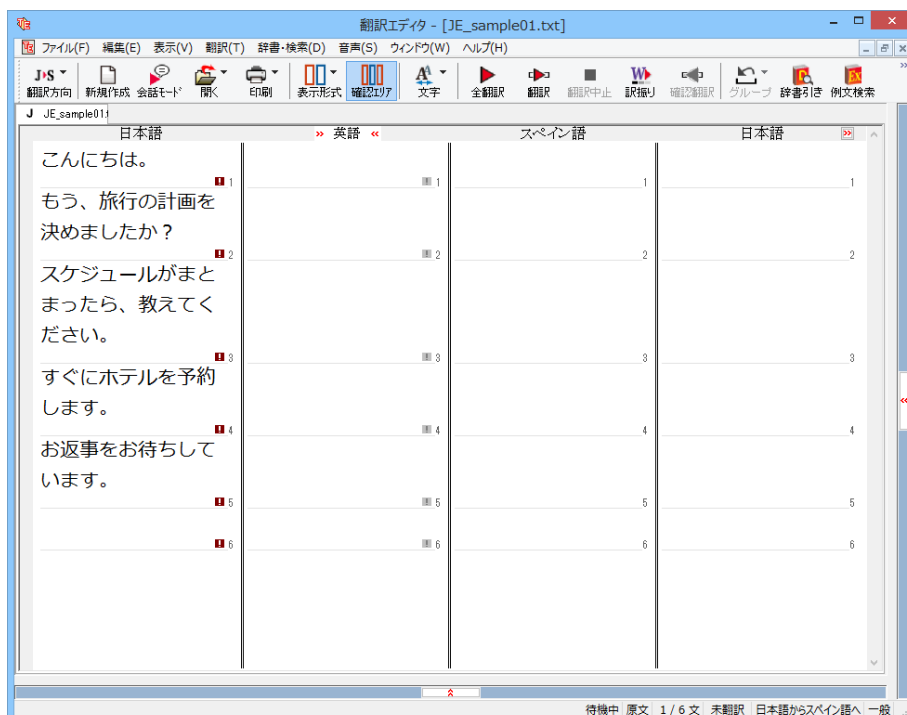 翻訳エディタ - [JE_sample01.txt]
ファイル(F) 編集(E) 表示(V) 翻訳(T) 辞書・検索(D) 音声(S) ウィンドウ(W) ヘルプ(H)
J▸S
翻訳方向 新規作成 会話モード 開く 印刷 表示形式 確認エリア 文字 全翻訳 翻訳 翻訳中止 訳振り 確認翻訳 グループ 辞書引き 例文検索
J JE_sample01.t
日本語 » 英語 « スペイン語 日本語 »
こんにちは。
1 1 1 1
もう、旅行の計画を
決めましたか？
2 2 2 2
スケジュールがまと
まったら、教えてく
ださい。
3 3 3 3
すぐにホテルを予約
します。
4 4 4 4
お返事をお待ちして
います。
5 5 5 5
6 6 6 6
待機中 原文 1 / 6 文 未翻訳 日本語からスペイン語へ 一般